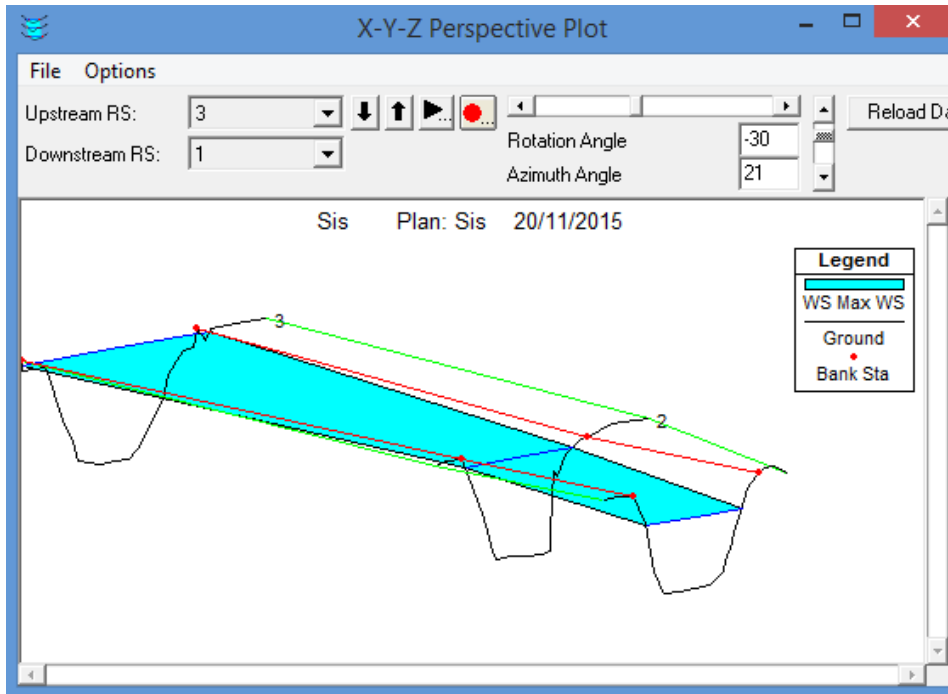 X-Y-Z Perspective Plot
File Options
Upstream RS: 3
Downstream RS: 1
Rotation Angle -30
Azimuth Angle 21
Reload Da
Sis Plan: Sis 20/11/2015
Legend
WS Max WS
Ground
Bank Sta
3
2